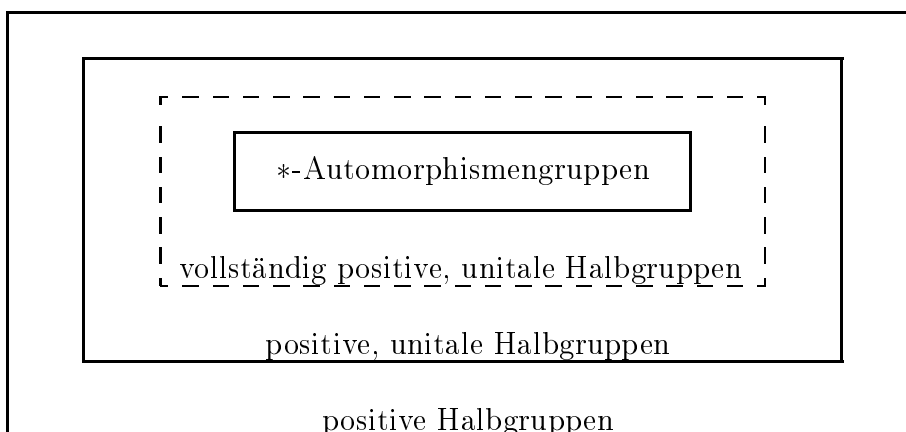 *-Automorphismengruppen
vollständig positive, unitale Halbgruppen
positive, unitale Halbgruppen
positive Halbgruppen